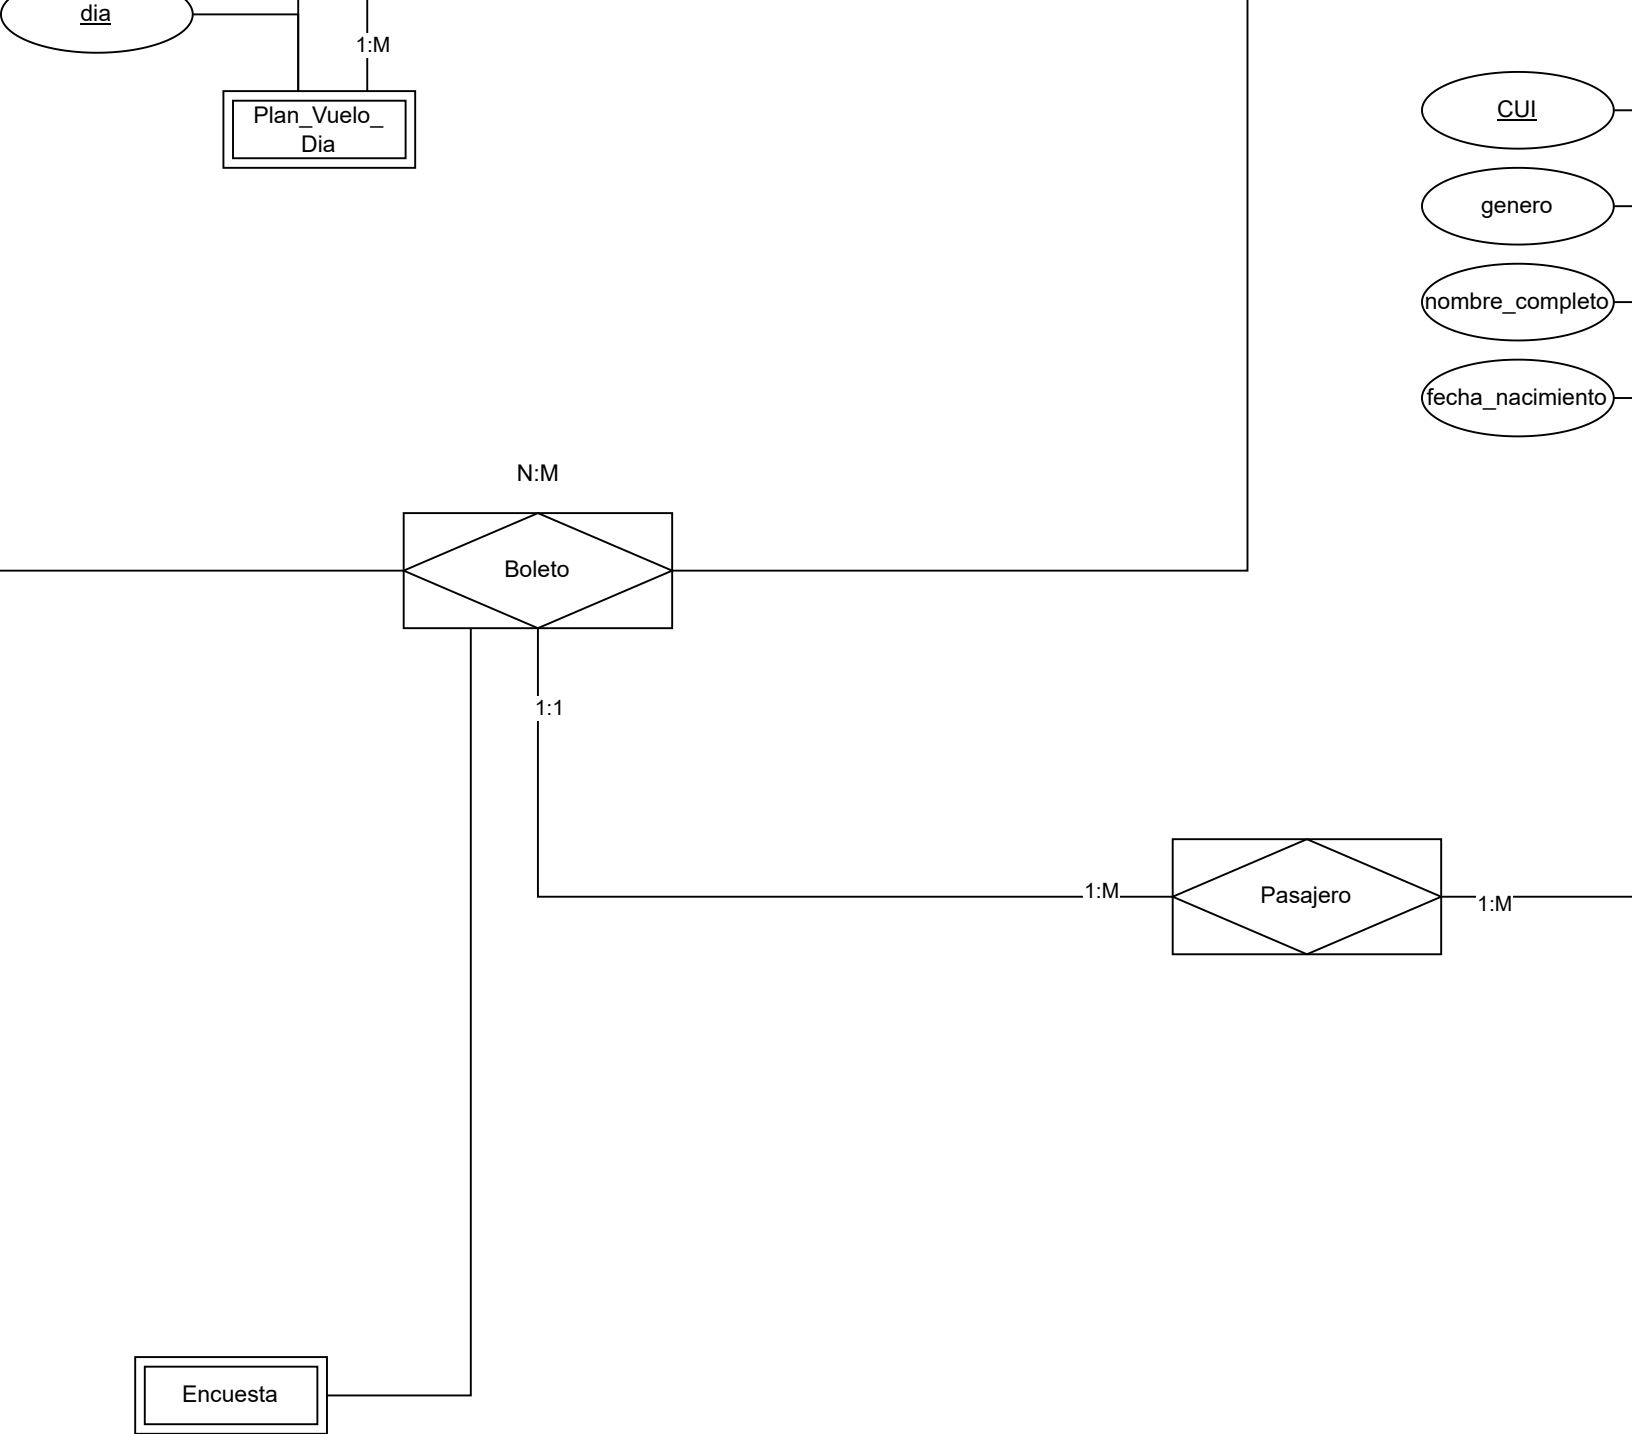 dia
1:M
Plan_Vuelo_
Dia
CUI
genero
nombre_completo
fecha_nacimiento
N:M
Boleto
1:1
1:M
Pasajero
1:M
Encuesta